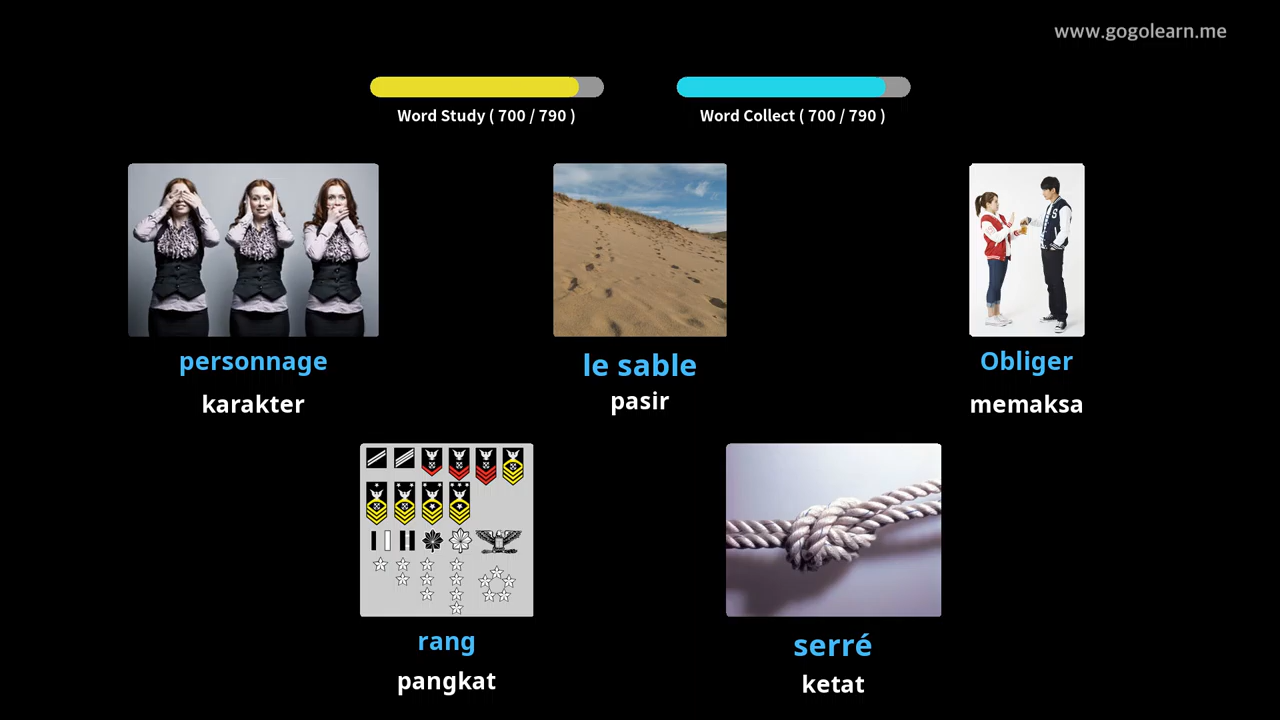 www.gogolearn.me
Word Study ( 700 / 790 )
Word Collect ( 700 / 790 )
personnage
karakter
le sable
pasir
Obliger
memaksa
rang
pangkat
serré
ketat